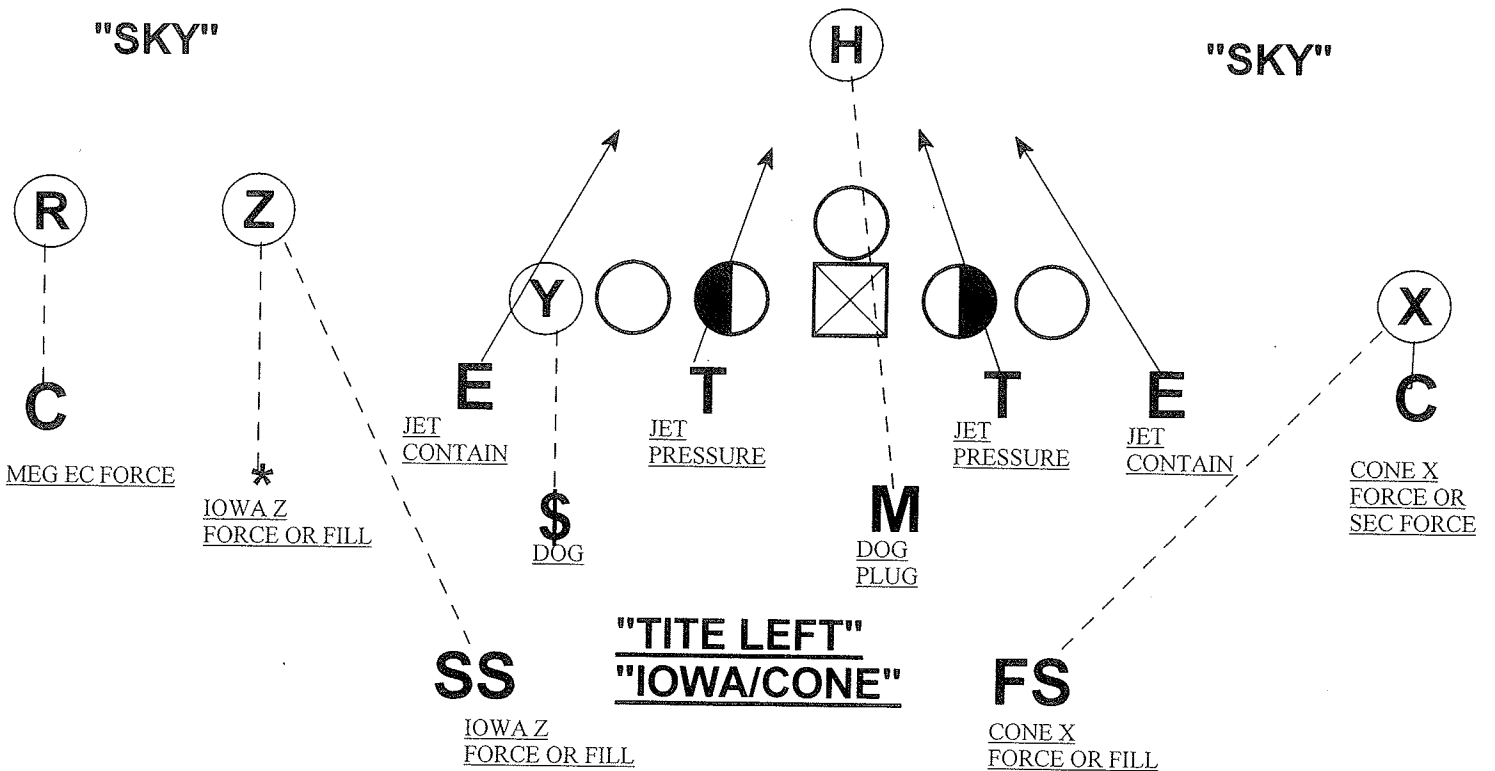 "SKY"
H
"SKY"
R
Z
Y
X
C
E
T
T
E
C
MEG EC FORCE
*
IOWA Z
FORCE OR FILL
JET
CONTAIN
JET
PRESSURE
JET
PRESSURE
JET
CONTAIN
CONE X
FORCE OR
SEC FORCE
$
DOG
M
DOG
PLUG
SS
IOWA Z
FORCE OR FILL
"TITE LEFT"
"IOWA/CONE"
FS
CONE X
FORCE OR FILL